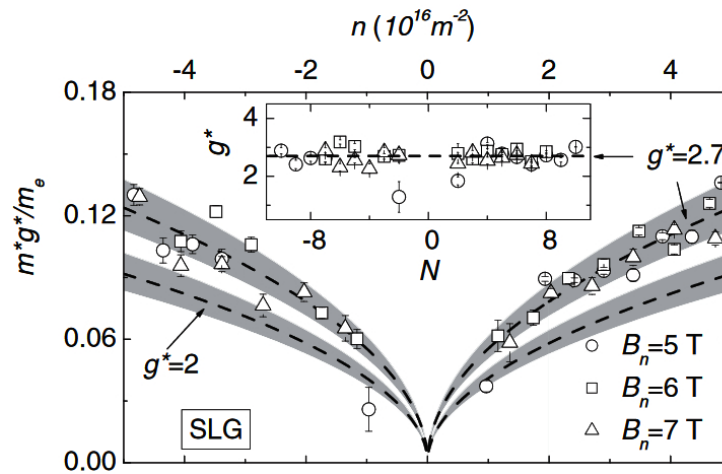 n (10¹⁶m⁻²)
-4 -2 0 2 4
0.18
0.12
0.06
0.00
m*g*/mₑ
4
2
g*
-8 0 8
N
g*=2.7
g*=2
SLG
Bₙ=5 T
Bₙ=6 T
Bₙ=7 T